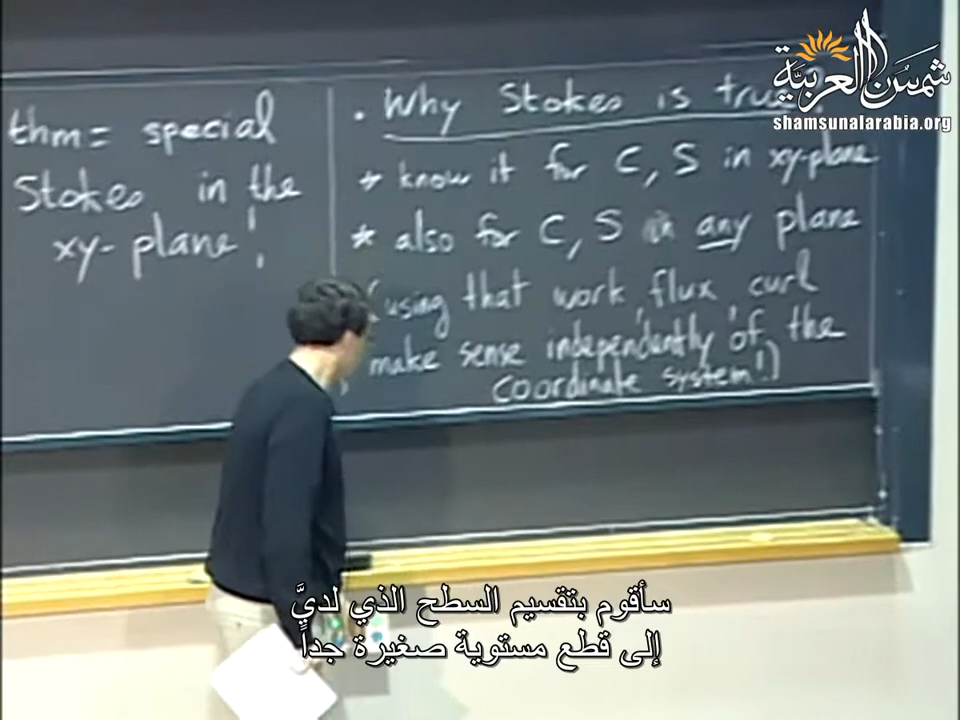 شمس العربية
shamsunalarabia.org
thm = special
Stokes in the
xy-plane!
. Why Stokes is true
* know it for C, S in xy-plane
* also for C, S in any plane
(using that work, flux, curl
make sense independently of the
coordinate system!)
سأقوم بتقسيم السطح الذي لديَّ
إلى قطع مستوية صغيرة جداً